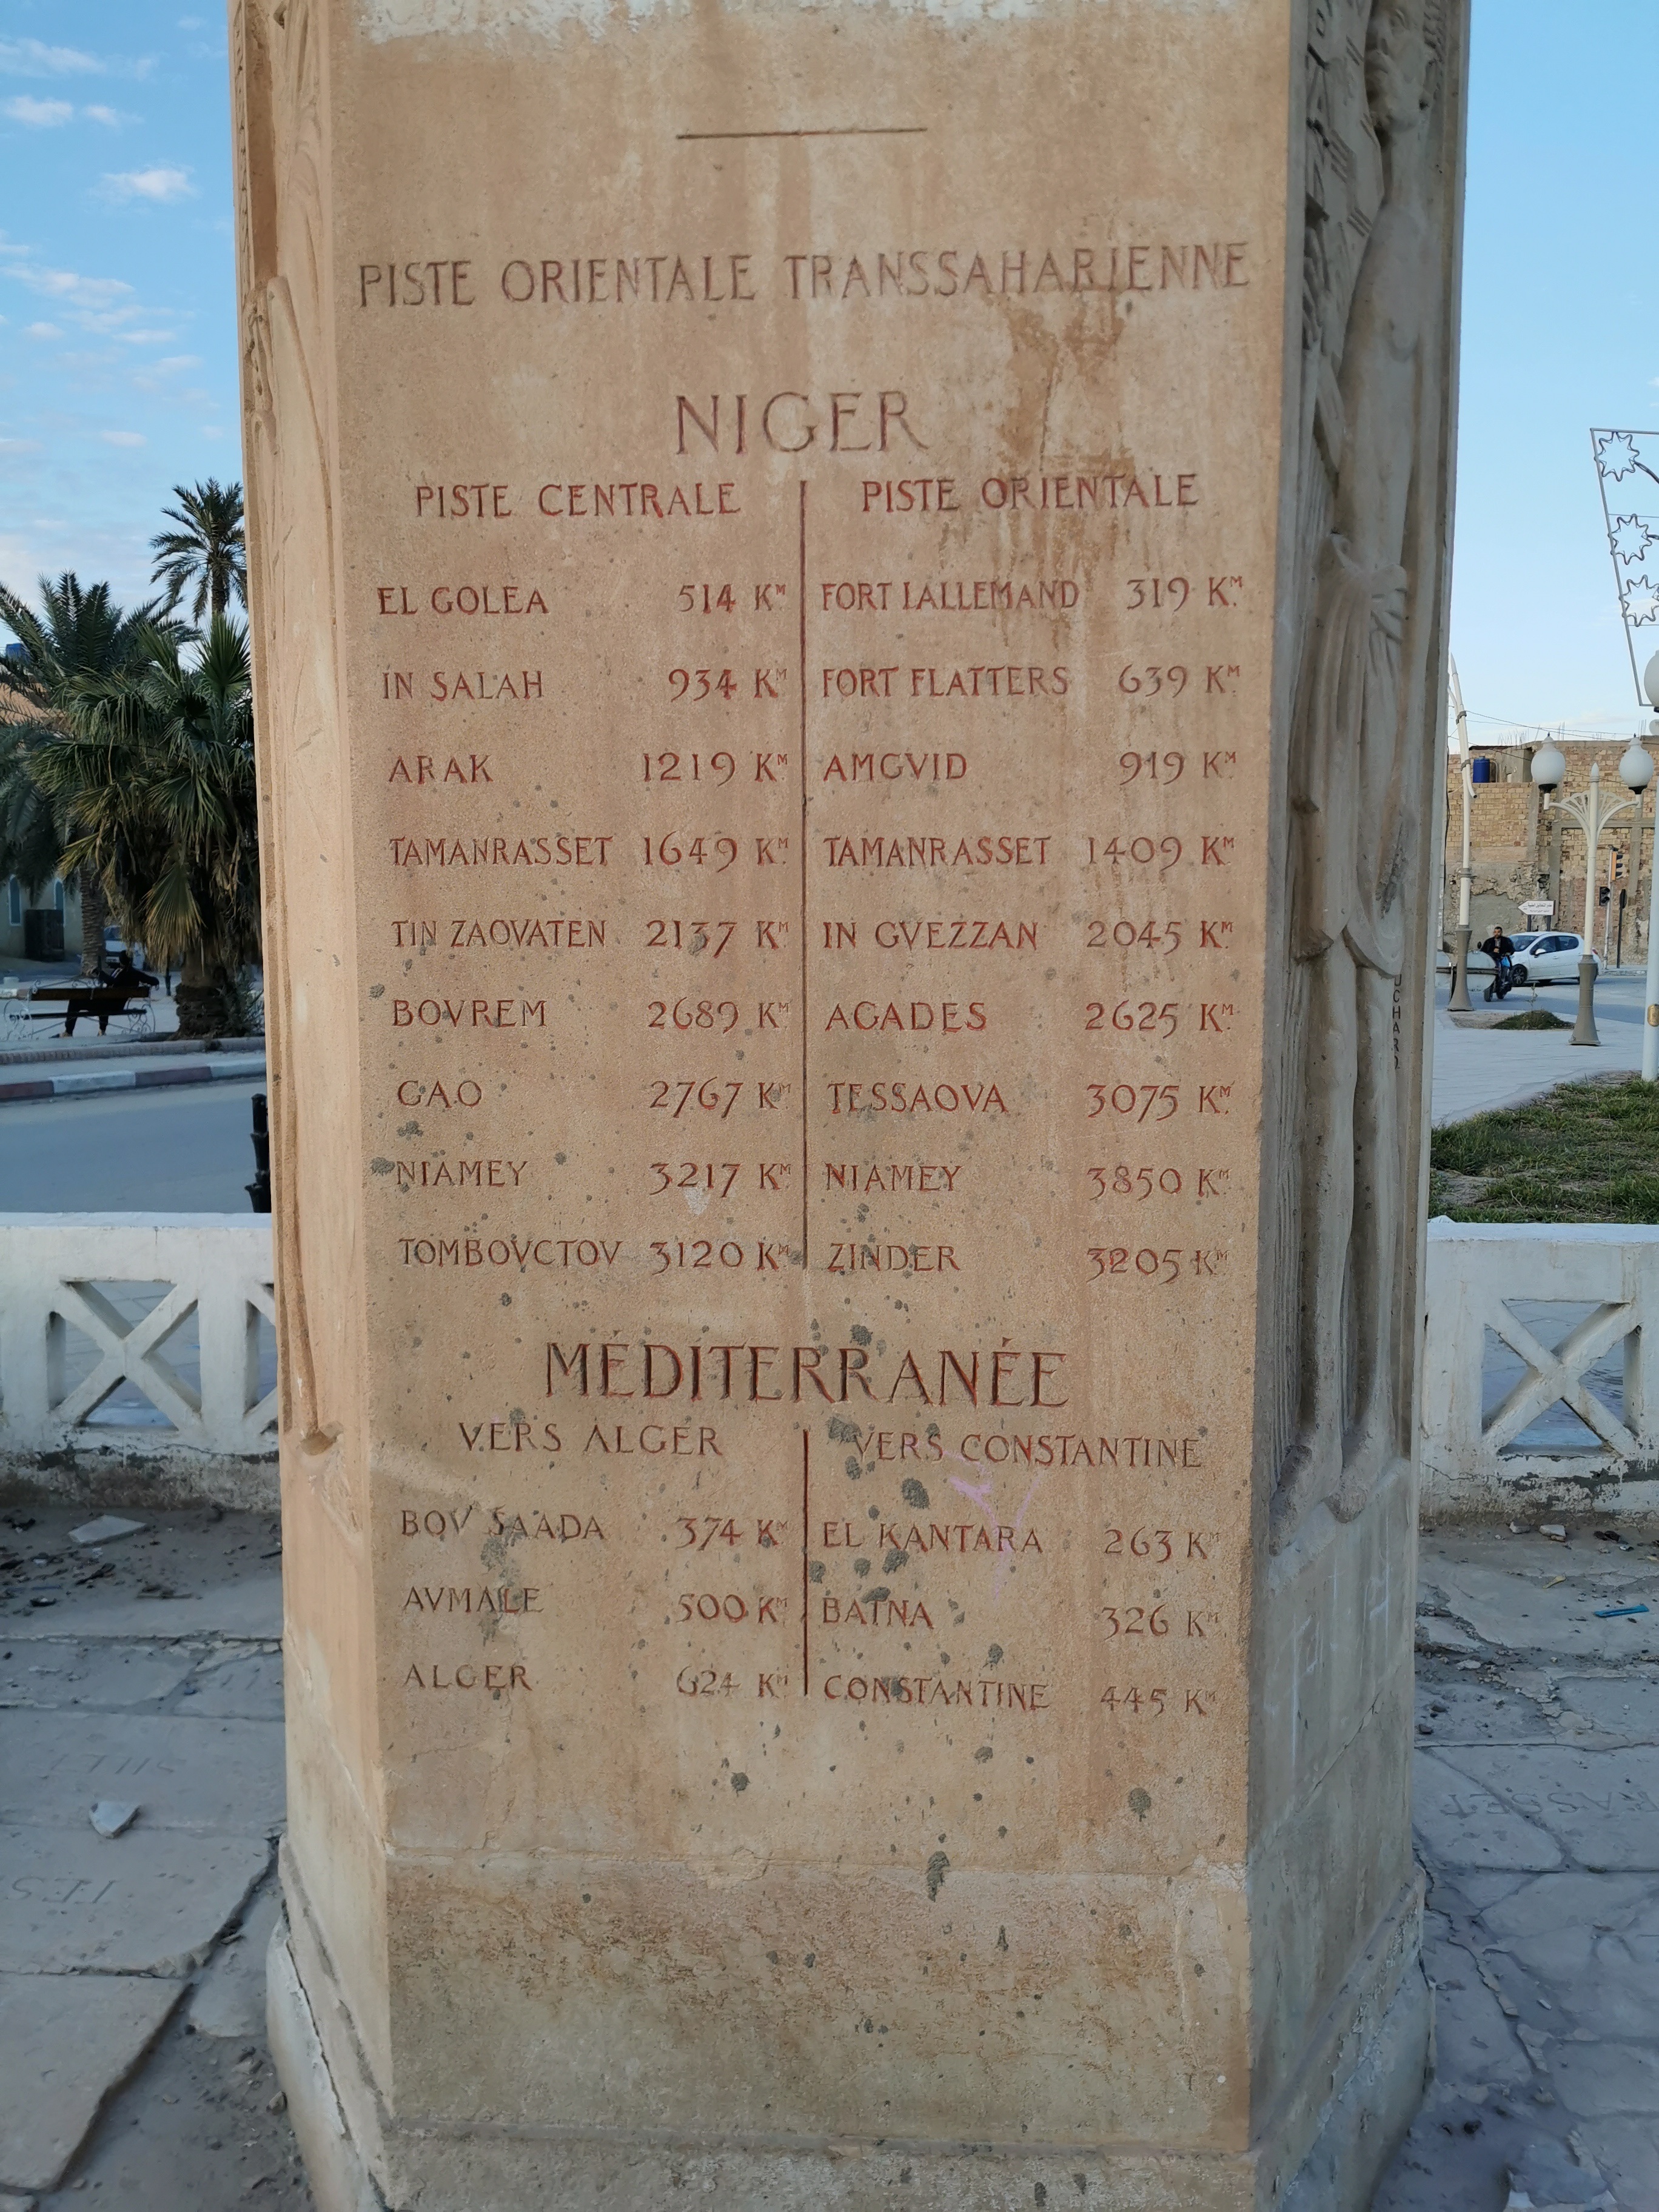 PISTE ORIENTALE TRANSSAHARIENNE
NIGER
PISTE CENTRALE
EL GOLÉA 514 KM
IN SALAH 934 KM
ARAK 1219 KM
TAMANRASSET 1649 KM
TIN ZAOVATEN 2137 KM
BOVREM 2689 KM
GAO 2767 KM
NIAMEY 3217 KM
TOMBOVCTOV 3120 KM
PISTE ORIENTALE
FORT LALLEMAND 319 KM
FORT FLATTERS 639 KM
AMGVID 919 KM
TAMANRASSET 1409 KM
IN GVEZZAN 2045 KM
AGADES 2625 KM
TESSAOVA 3075 KM
NIAMEY 3850 KM
ZINDER 3205 KM
MÉDITERRANÉE
VERS ALGER
BOV SAADA 374 KM
AVMALE 500 KM
ALGER 624 KM
VERS CONSTANTINE
EL KANTARA 263 KM
BATNA 326 KM
CONSTANTINE 445 KM